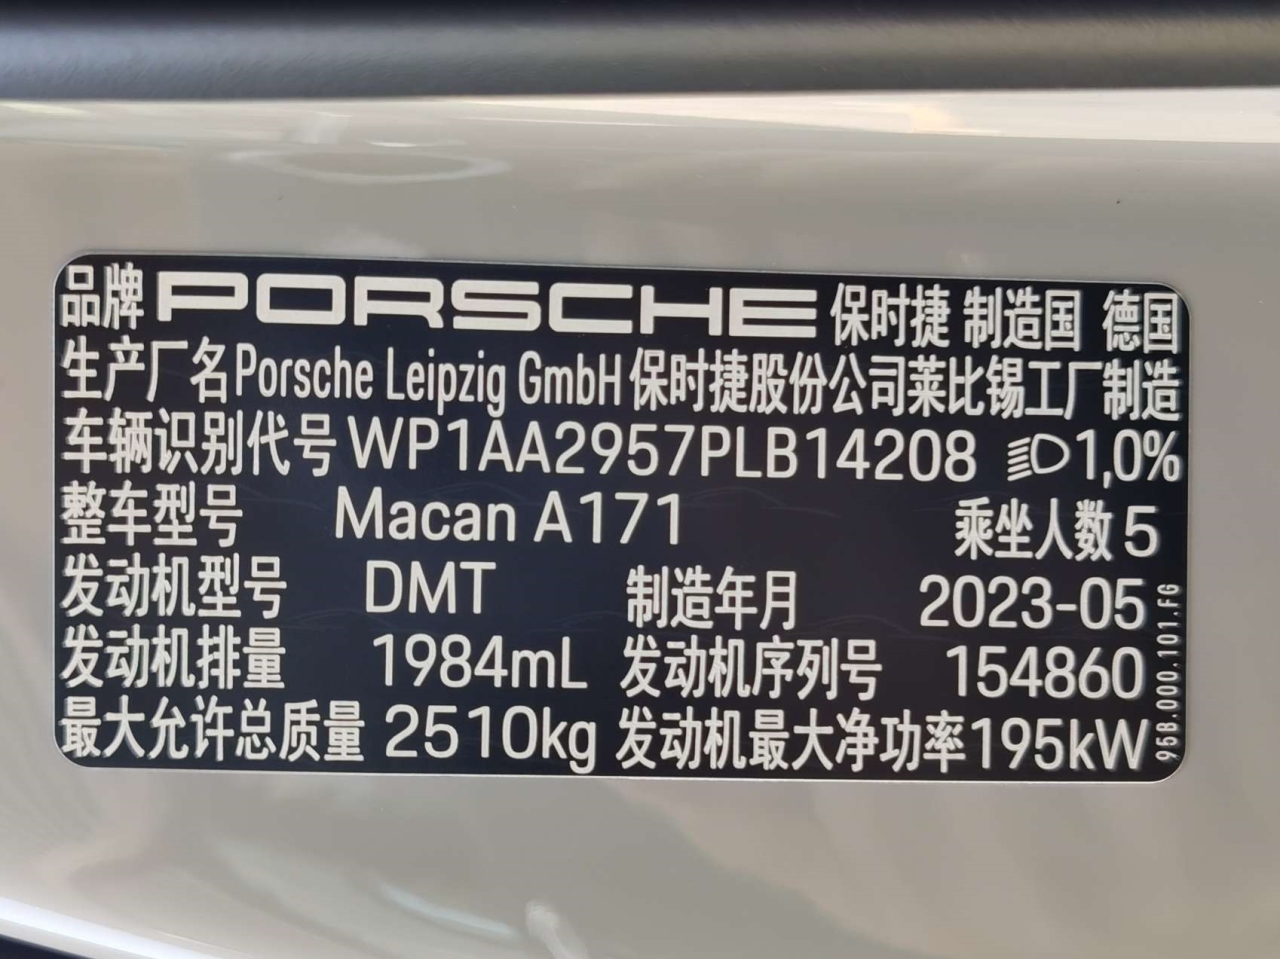 品牌 PORSCHE 保时捷 制造国 德国
生产厂名 Porsche Leipzig GmbH 保时捷股份公司莱比锡工厂制造
车辆识别代号 WP1AA2957PLB14208 1,0%
整车型号 Macan A171 乘坐人数 5
发动机型号 DMT 制造年月 2023-05
发动机排量 1984mL 发动机序列号 154860
最大允许总质量 2510kg 发动机最大净功率 195kW
95B.000.101.FG